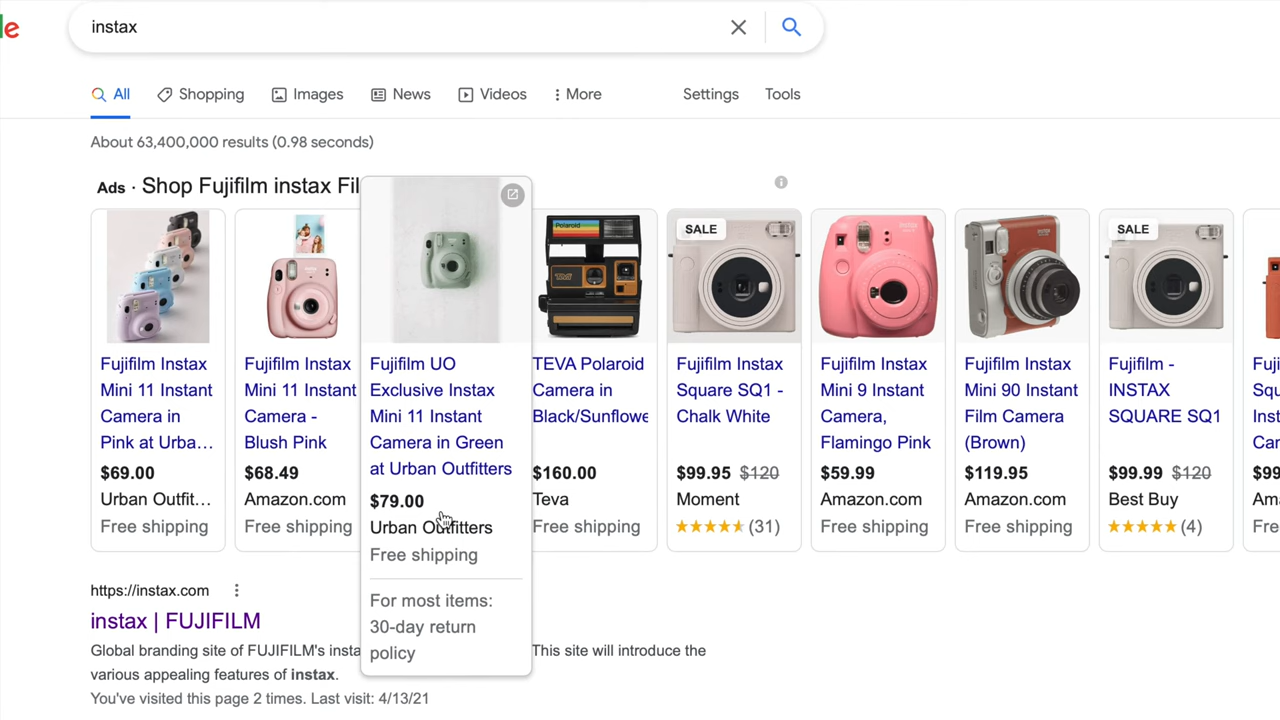 le
instax
All
Shopping
Images
News
Videos
More
Settings
Tools
About 63,400,000 results (0.98 seconds)
Ads · Shop Fujifilm instax Fil
Fujifilm Instax
Mini 11 Instant
Camera in
Pink at Urba...
$69.00
Urban Outfit...
Free shipping
Fujifilm Instax
Mini 11 Instant
Camera -
Blush Pink
$68.49
Amazon.com
Free shipping
Fujifilm UO
Exclusive Instax
Mini 11 Instant
Camera in Green
at Urban Outfitters
$79.00
Urban Outfitters
Free shipping
For most items:
30-day return
policy
Polaroid
TEVA Polaroid
Camera in
Black/Sunflowe
$160.00
Teva
Free shipping
SALE
Fujifilm Instax
Square SQ1 -
Chalk White
$99.95 $120
Moment
(31)
Fujifilm Instax
Mini 9 Instant
Camera,
Flamingo Pink
$59.99
Amazon.com
Free shipping
Fujifilm Instax
Mini 90 Instant
Film Camera
(Brown)
$119.95
Amazon.com
Free shipping
SALE
Fujifilm -
INSTAX
SQUARE SQ1
$99.99 $120
Best Buy
(4)
Fuji
Squ
Inst
Can
$99
Ama
Free
https://instax.com
instax | FUJIFILM
Global branding site of FUJIFILM's insta This site will introduce the
various appealing features of instax.
You've visited this page 2 times. Last visit: 4/13/21